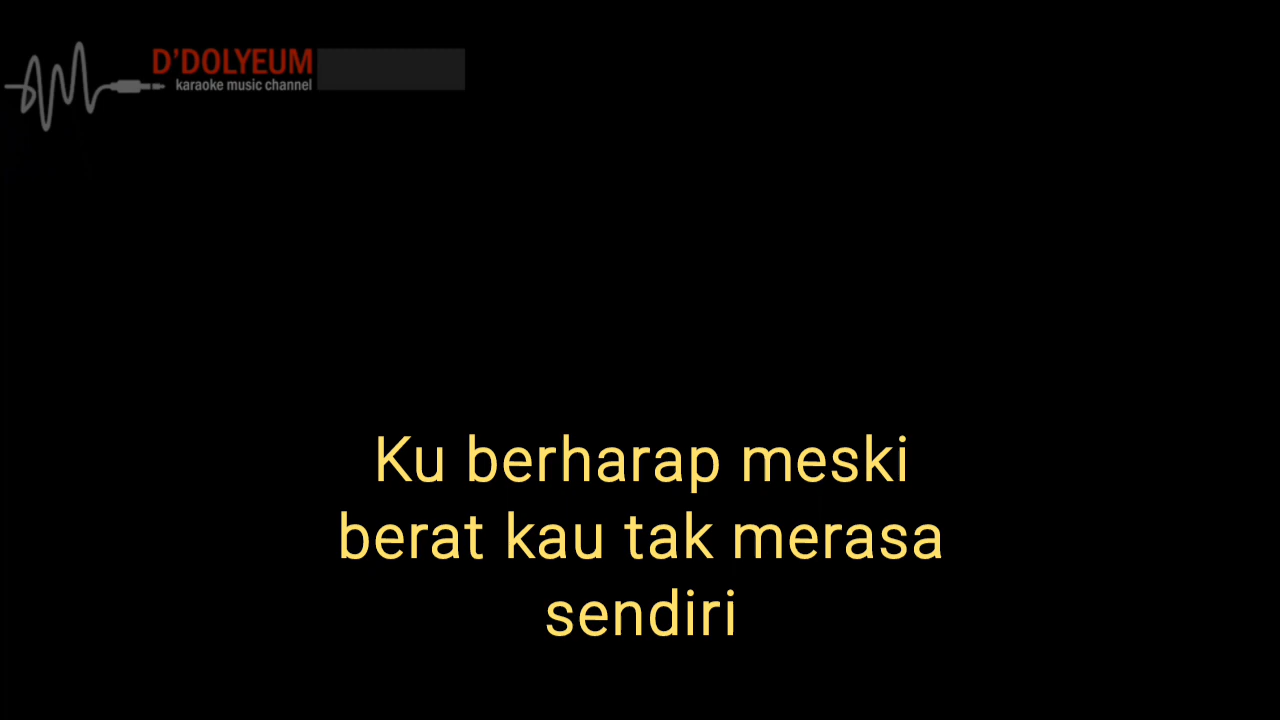 D'DOLYEUM
karaoke music channel
Ku berharap meski
berat kau tak merasa
sendiri